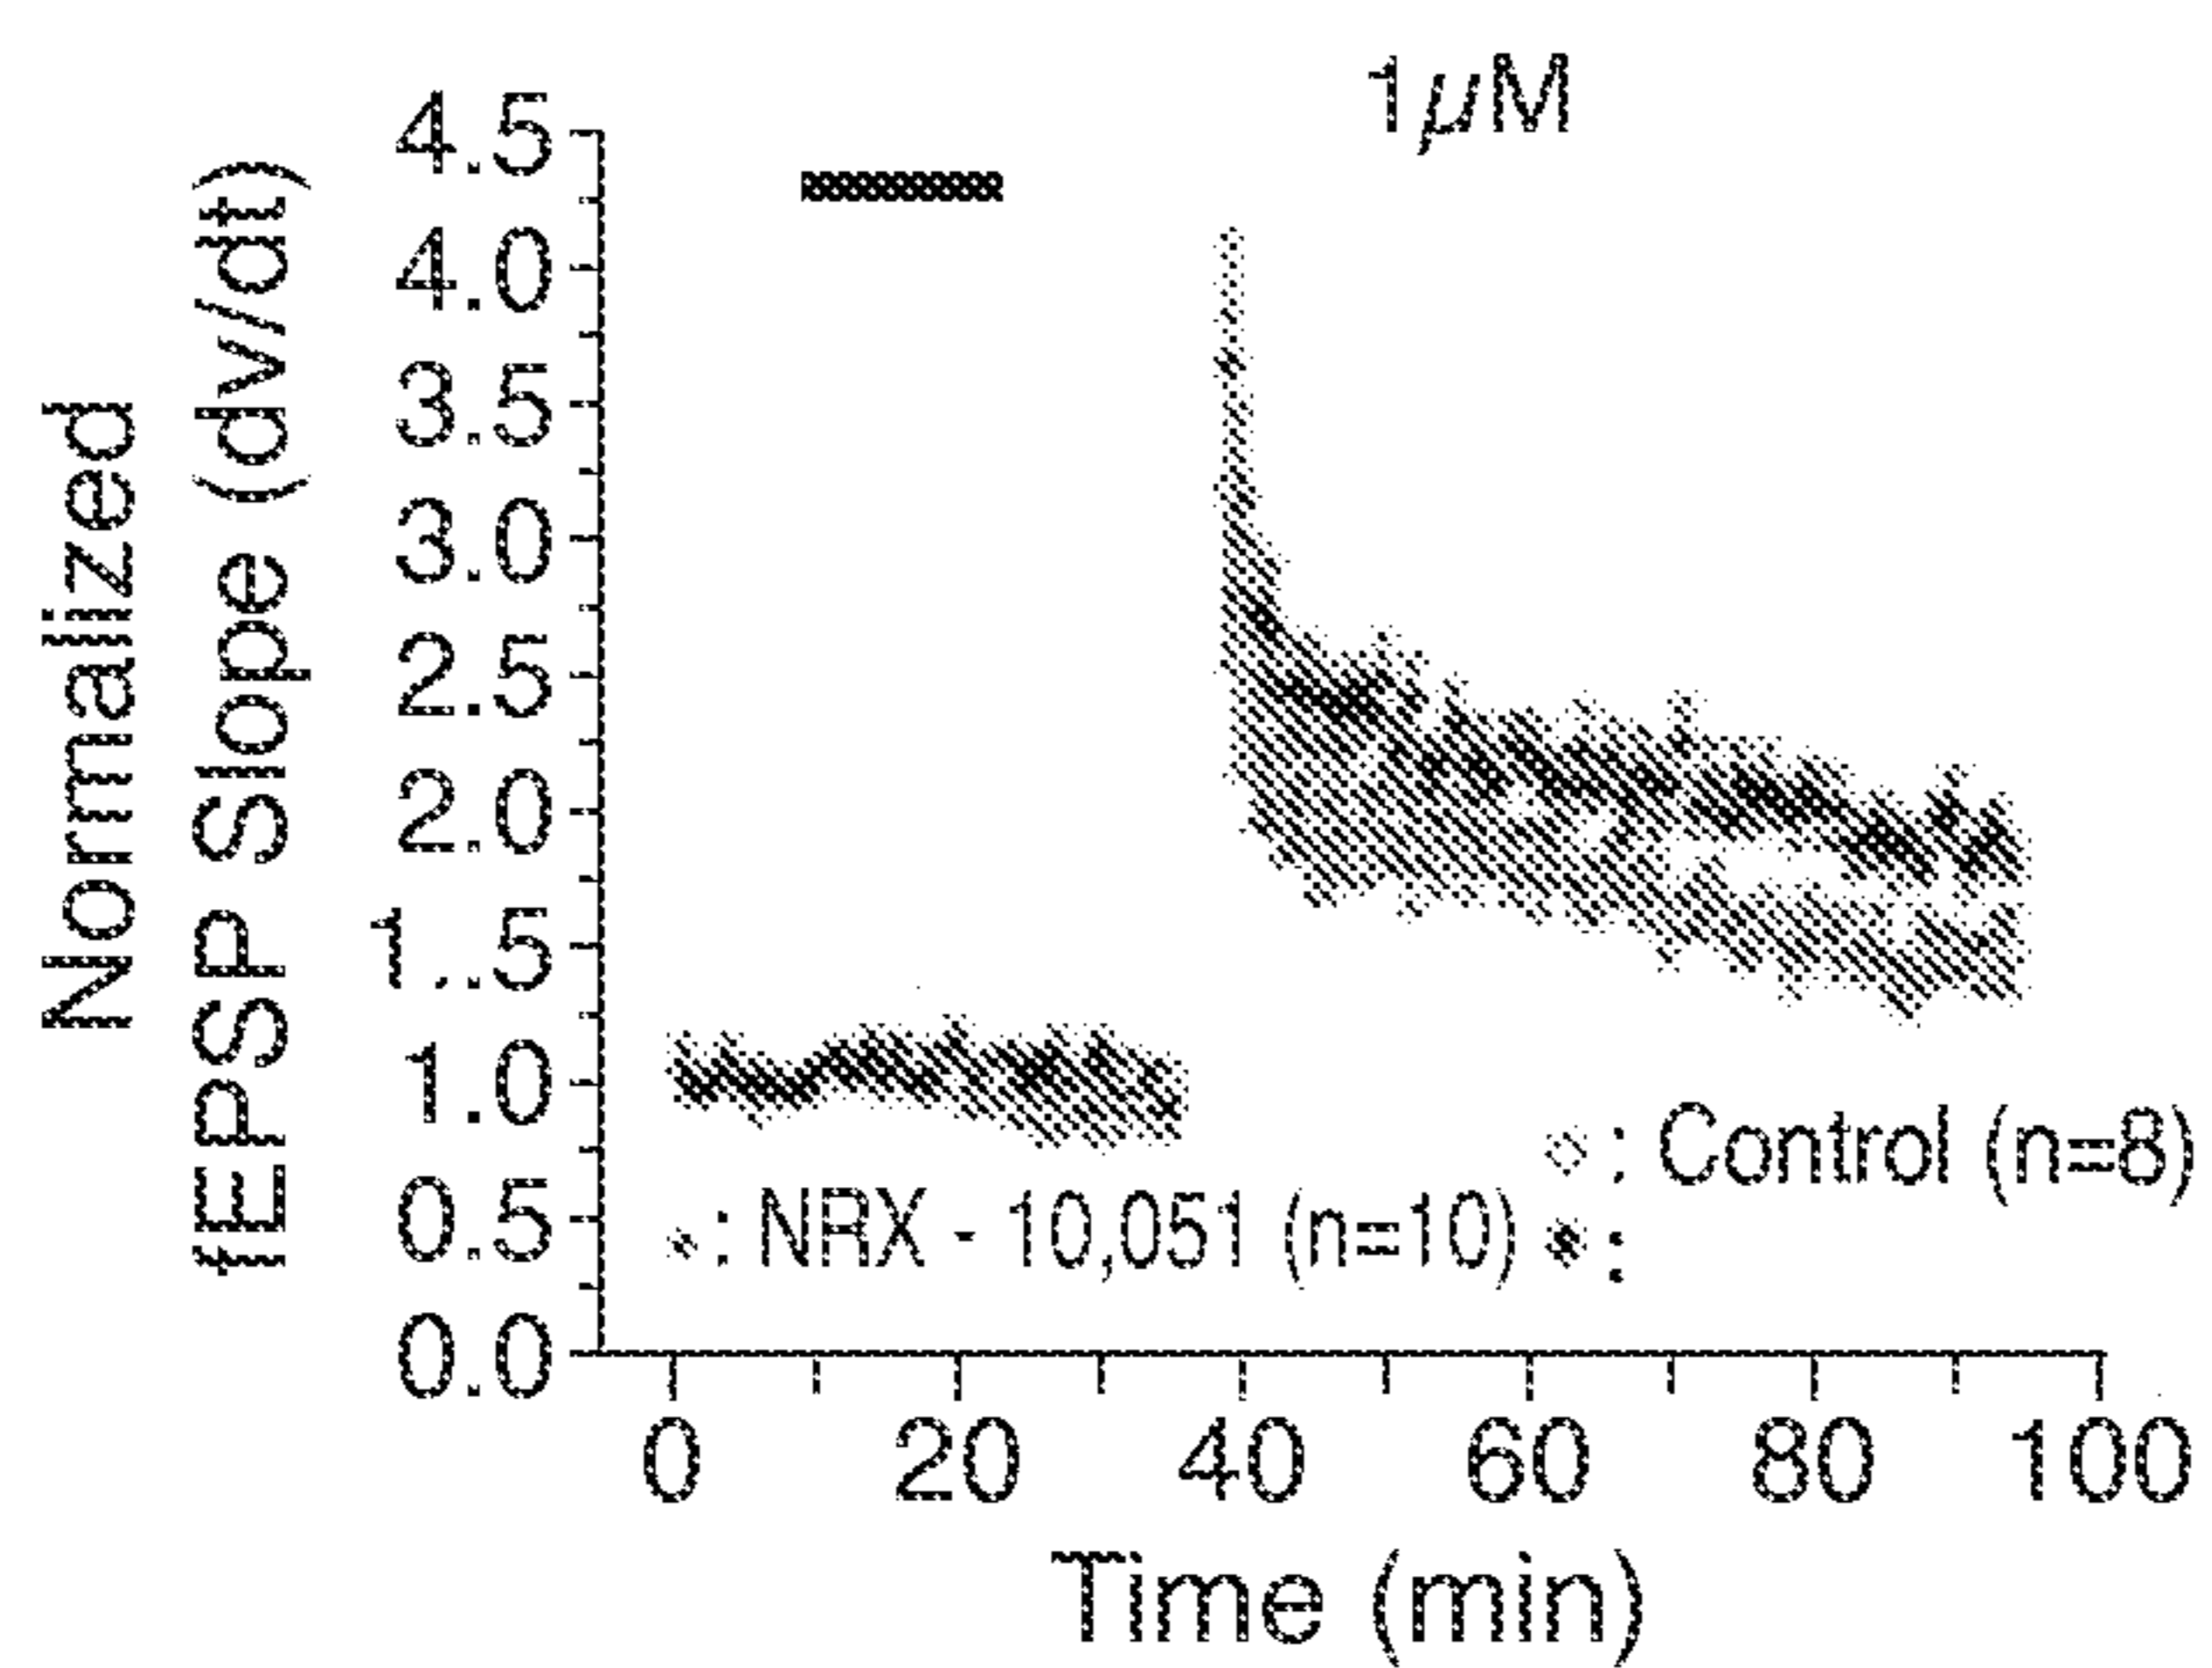 1µM
Normalized
fEPSP Slope (dv/dt)
4.5
4.0
3.5
3.0
2.5
2.0
1..5
1.0
0.5
0.0
: Control (n=8)
: NRX - 10,051 (n=10)
:
0 20 40 60 80 100
Time (min)